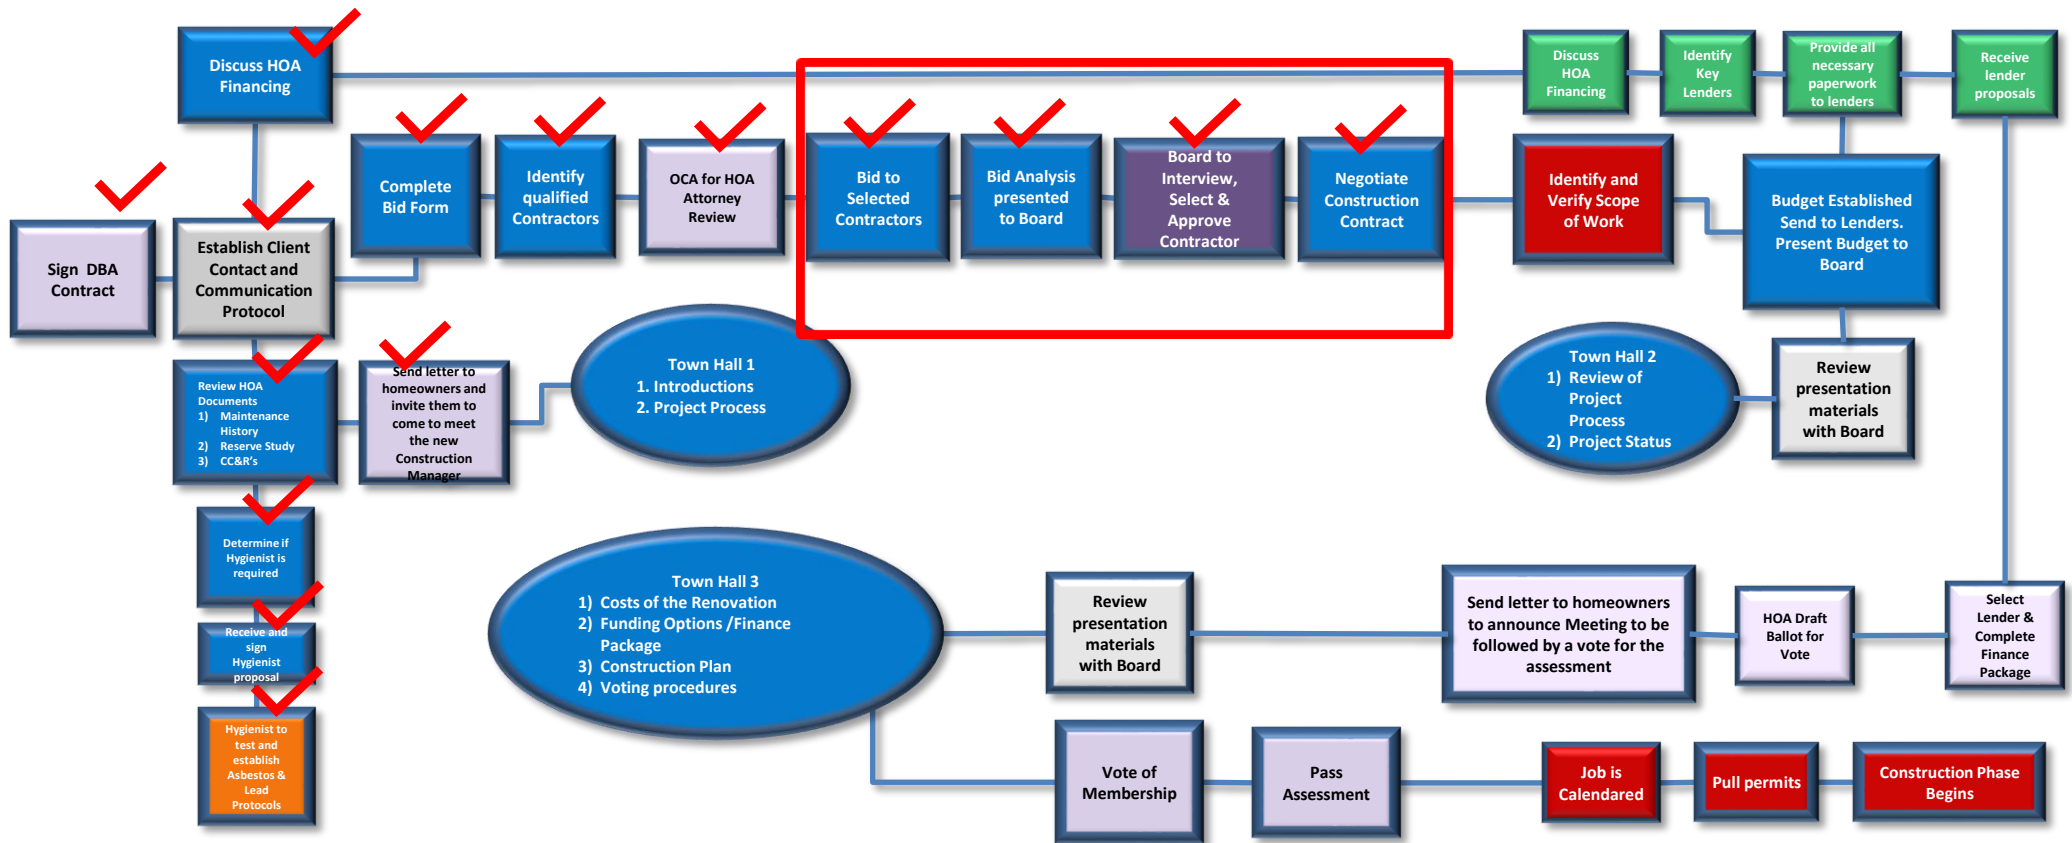 Discuss HOA
Financing
Discuss
HOA
Financing
Identify
Key
Lenders
Provide all
necessary
paperwork
to lenders
Receive
lender
proposals
Sign  DBA
Contract
Establish Client
Contact and
Communication
Protocol
Complete
Bid Form
Identify
qualified
Contractors
OCA for HOA
Attorney
Review
Bid to
Selected
Contractors
Bid Analysis
presented
to Board
Board to
Interview,
Select &
Approve
Contractor
Negotiate
Construction
Contract
Identify and
Verify Scope
of Work
Budget Established
Send to Lenders.
Present Budget to
Board
Review HOA
Documents
1) Maintenance
History
2) Reserve Study
3) CC&R's
Send letter to
homeowners and
invite them to
come to meet
the new
Construction
Manager
Town Hall 1
1. Introductions
2. Project Process
Town Hall 2
1) Review of
Project
Process
2) Project Status
Review
presentation
materials
with Board
Determine if
Hygienist is
required
Receive and
sign
Hygienist
proposal
Hygienist to
test and
establish
Asbestos &
Lead
Protocols
Town Hall 3
1) Costs of the Renovation
2) Funding Options /Finance
Package
3) Construction Plan
4) Voting procedures
Review
presentation
materials
with Board
Send letter to homeowners
to announce Meeting to be
followed by a vote for the
assessment
HOA Draft
Ballot for
Vote
Select
Lender &
Complete
Finance
Package
Vote of
Membership
Pass
Assessment
Job is
Calendared
Pull permits
Construction Phase
Begins